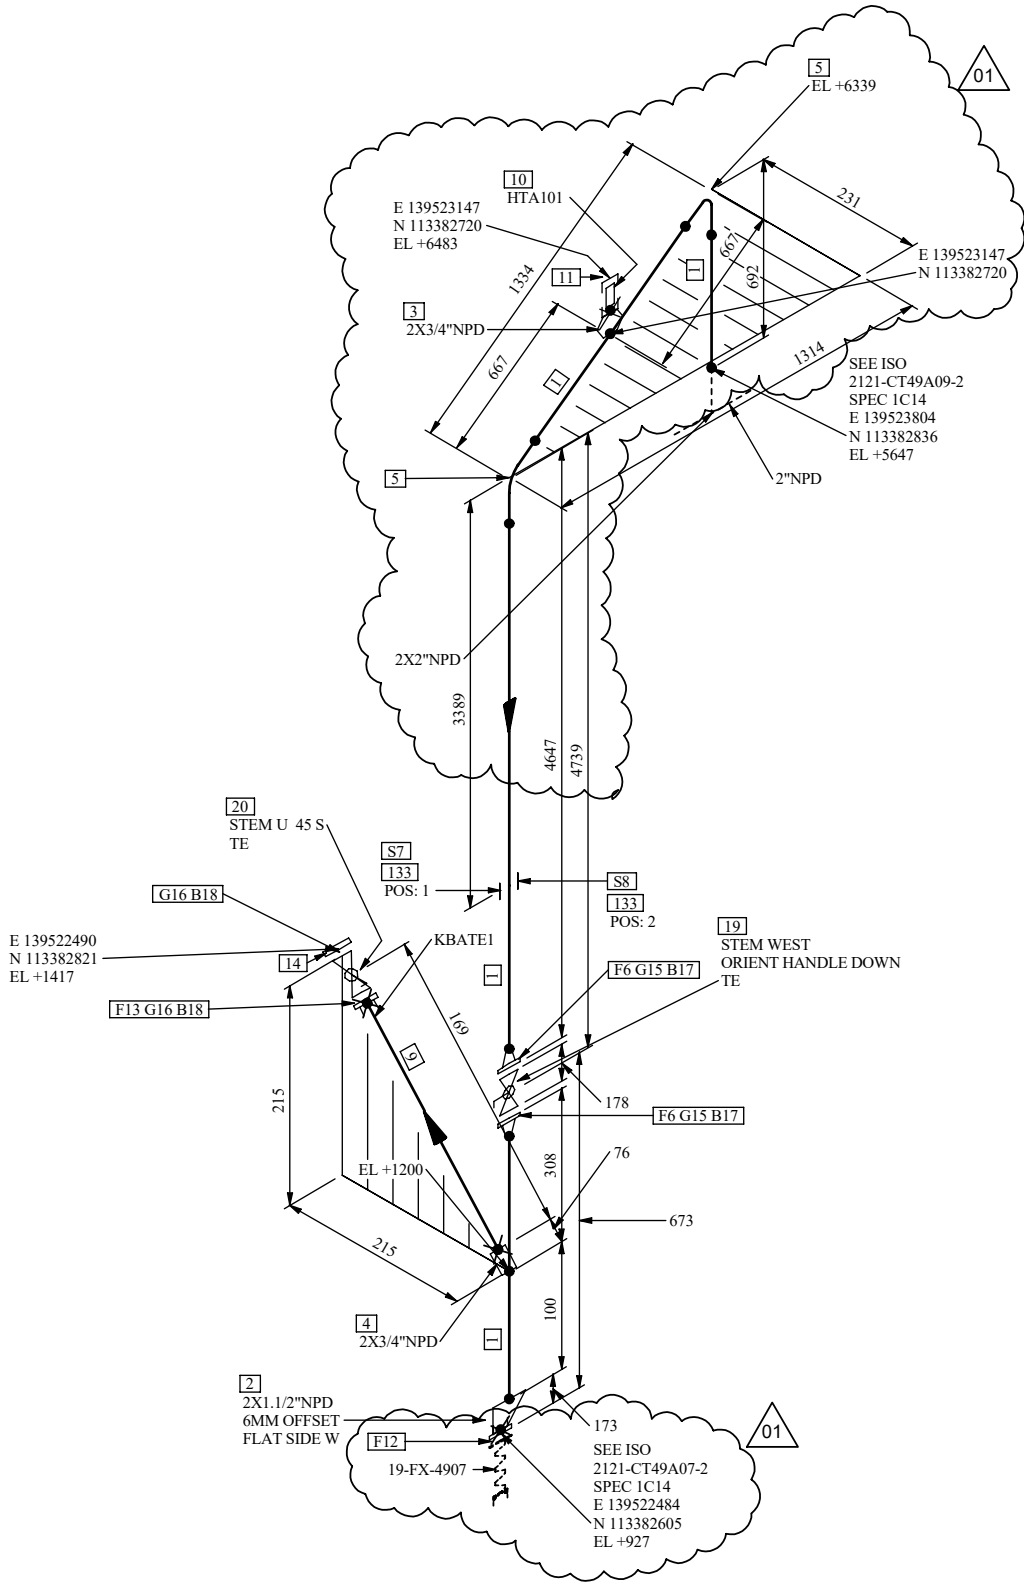 5
EL +6339
01
10
HTA101
E 139523147
N 113382720
EL +6483
11
231
E 139523147
N 113382720
1334
667
692
1
3
2X3/4"NPD
667
1
1314
SEE ISO
2121-CT49A09-2
SPEC 1C14
E 139523804
N 113382836
EL +5647
5
2"NPD
2X2"NPD
3389
4647
4739
20
STEM U 45 S
TE
S7
133
POS: 1
S8
133
POS: 2
G16 B18
E 139522490
N 113382821
EL +1417
14
KBATE1
19
STEM WEST
ORIENT HANDLE DOWN
TE
F6 G15 B17
F13 G16 B18
1
169
9
215
178
F6 G15 B17
EL +1200
308
76
673
215
100
4
2X3/4"NPD
1
2
2X1.1/2"NPD
6MM OFFSET
FLAT SIDE W
F12
173
01
19-FX-4907
SEE ISO
2121-CT49A07-2
SPEC 1C14
E 139522484
N 113382605
EL +927